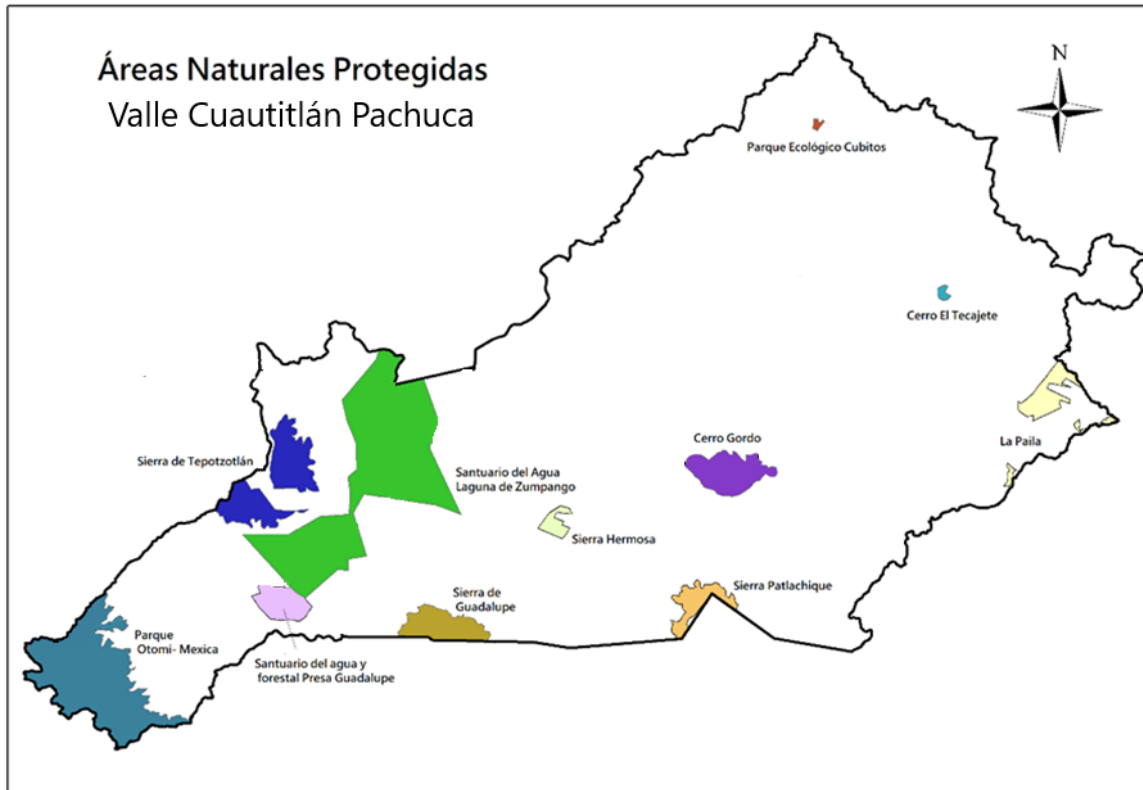 Áreas Naturales Protegidas
Valle Cuautitlán Pachuca
N
Parque Ecológico Cubitos
Cerro El Tecajete
La Paila
Cerro Gordo
Sierra de Tepotzotlán
Santuario del Agua
Laguna de Zumpango
Sierra Hermosa
Sierra Patlachique
Sierra de
Guadalupe
Parque
Otomi- Mexica
Santuario del agua y
forestal Presa Guadalupe